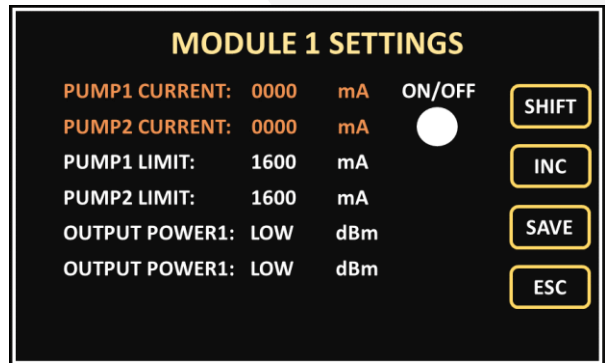 MODULE 1 SETTINGS
PUMP1 CURRENT: 0000 mA ON/OFF
PUMP2 CURRENT: 0000 mA
PUMP1 LIMIT: 1600 mA
PUMP2 LIMIT: 1600 mA
OUTPUT POWER1: LOW dBm
OUTPUT POWER1: LOW dBm
SHIFT
INC
SAVE
ESC